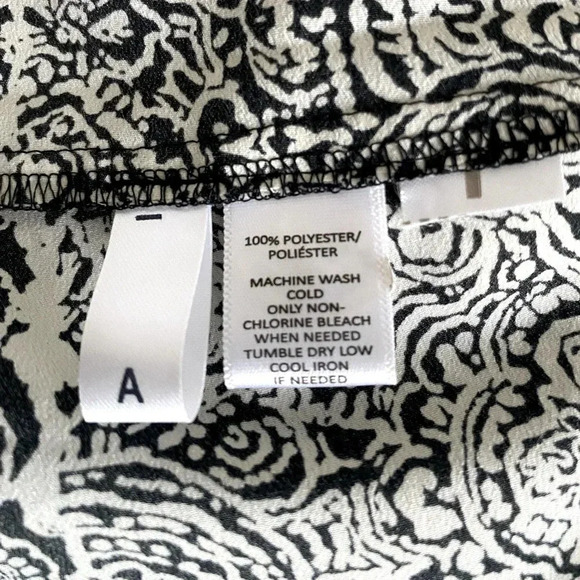 100% POLYESTER/
POLIÉSTER
MACHINE WASH
COLD
ONLY NON-
CHLORINE BLEACH
WHEN NEEDED
TUMBLE DRY LOW
COOL IRON
IF NEEDED
A